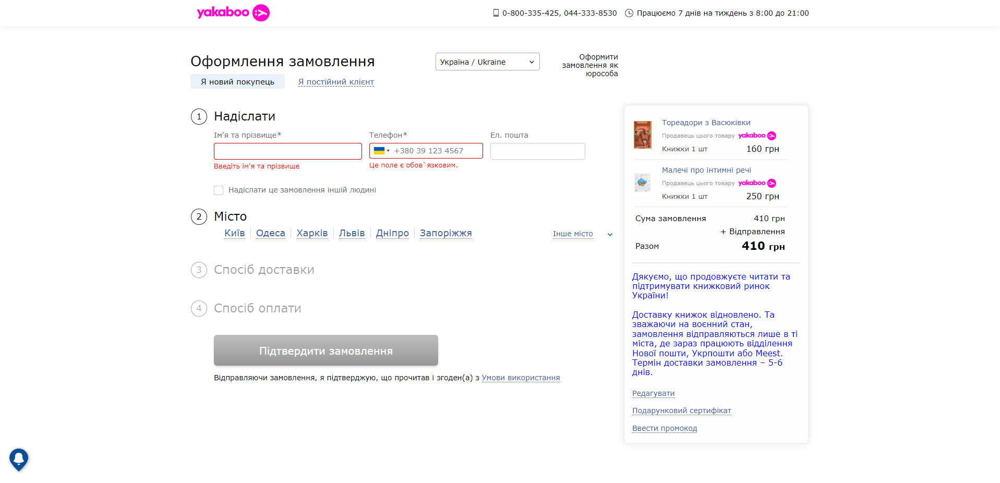 yakaboo
0-800-335-425, 044-333-8530
Працюємо 7 днів на тиждень з 8:00 до 21:00
Оформлення замовлення
Україна / Ukraine
Оформити
замовлення як
юрособа
Я новий покупець
Я постійний клієнт
1 Надіслати
Ім'я та прізвище*
Телефон*
Ел. пошта
+380 39 123 4567
Введіть ім'я та прізвище
Це поле є обов`язковим.
Надіслати це замовлення іншій людині
2 Місто
Київ Одеса Харків Львів Дніпро Запоріжжя
Інше місто
3 Спосіб доставки
4 Спосіб оплати
Підтвердити замовлення
Відправляючи замовлення, я підтверджую, що прочитав і згоден(а) з Умови використання
Тореадори з Васюківки
Продавець цього товару yakaboo
Книжки 1 шт 160 грн
Малечі про інтимні речі
Продавець цього товару yakaboo
Книжки 1 шт 250 грн
Сума замовлення 410 грн
+ Відправлення
Разом 410 грн
Дякуємо, що продовжуєте читати та
підтримувати книжковий ринок
України!
Доставку книжок відновлено. Та
зважаючи на воєнний стан,
замовлення відправляються лише в ті
міста, де зараз працюють відділення
Нової пошти, Укрпошти або Meest.
Термін доставки замовлення – 5-6
днів.
Редагувати
Подарунковий сертифікат
Ввести промокод